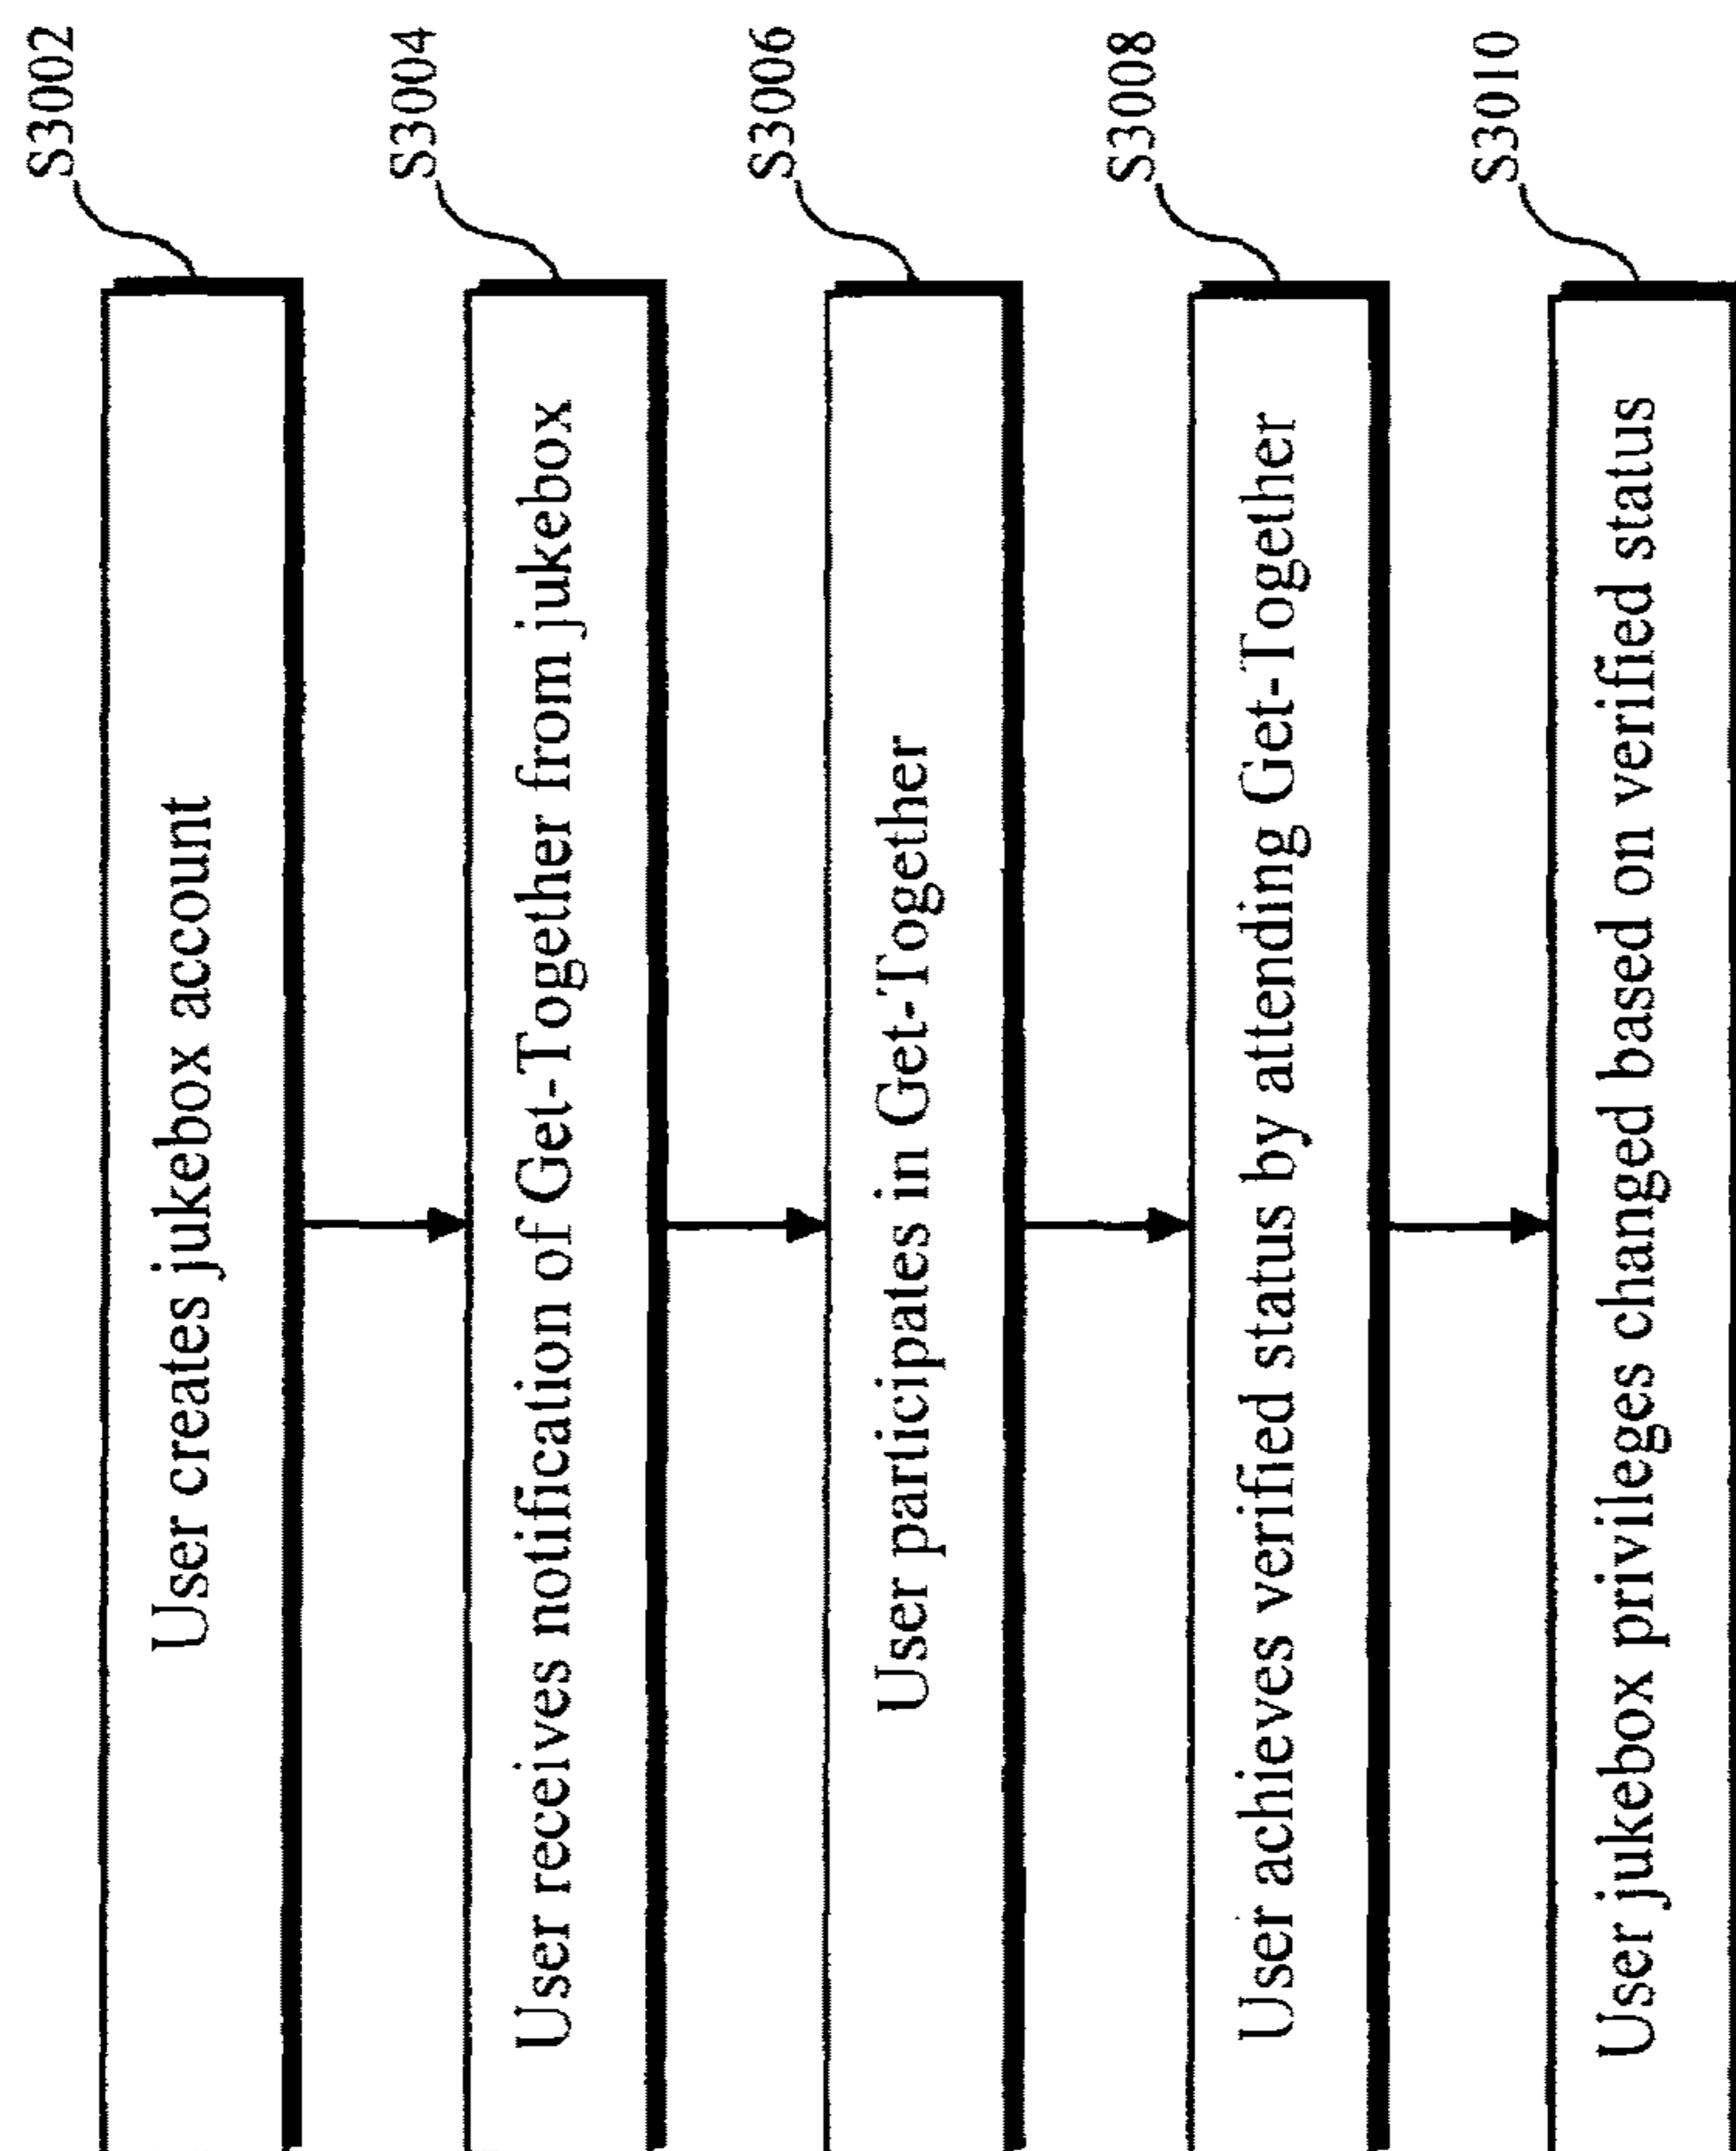 S3002
User creates jukebox account
S3004
User receives notification of Get-Together from jukebox
S3006
User participates in Get-Together
S3008
User achieves verified status by attending Get-Together
S3010
User jukebox privileges changed based on verified status